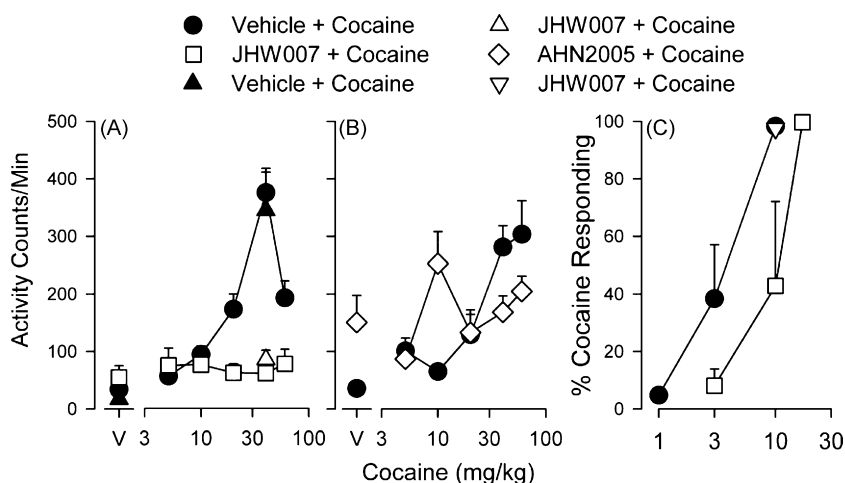 Vehicle + Cocaine
JHW007 + Cocaine
JHW007 + Cocaine
AHN2005 + Cocaine
Vehicle + Cocaine
JHW007 + Cocaine
(A)
(B)
(C)
Activity Counts/Min
500
400
300
200
100
0
V
3
10
30
100
V
3
10
30
100
Cocaine (mg/kg)
% Cocaine Responding
100
80
60
40
20
0
1
3
10
30